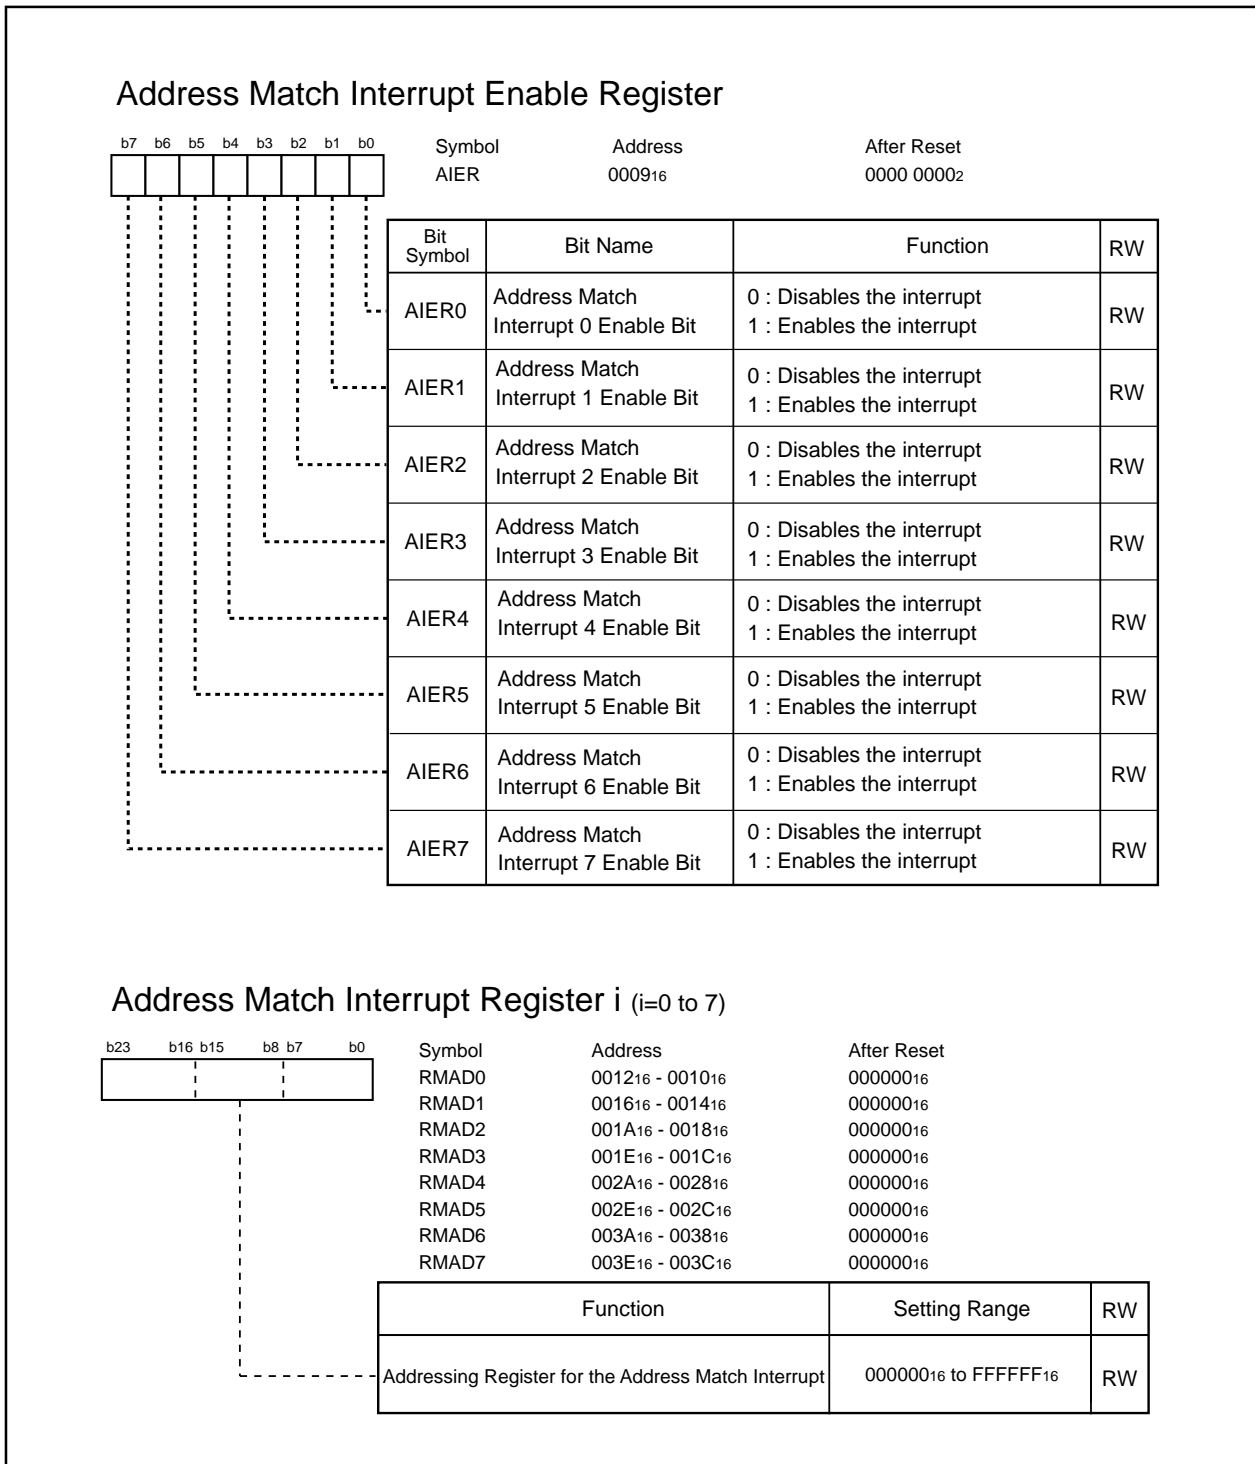 Address Match Interrupt Enable Register
b7 b6 b5 b4 b3 b2 b1 b0
Symbol Address After Reset
AIER 000916 0000 00002
Bit Symbol Bit Name Function RW
AIER0 Address Match Interrupt 0 Enable Bit 0 : Disables the interrupt 1 : Enables the interrupt RW
AIER1 Address Match Interrupt 1 Enable Bit 0 : Disables the interrupt 1 : Enables the interrupt RW
AIER2 Address Match Interrupt 2 Enable Bit 0 : Disables the interrupt 1 : Enables the interrupt RW
AIER3 Address Match Interrupt 3 Enable Bit 0 : Disables the interrupt 1 : Enables the interrupt RW
AIER4 Address Match Interrupt 4 Enable Bit 0 : Disables the interrupt 1 : Enables the interrupt RW
AIER5 Address Match Interrupt 5 Enable Bit 0 : Disables the interrupt 1 : Enables the interrupt RW
AIER6 Address Match Interrupt 6 Enable Bit 0 : Disables the interrupt 1 : Enables the interrupt RW
AIER7 Address Match Interrupt 7 Enable Bit 0 : Disables the interrupt 1 : Enables the interrupt RW
Address Match Interrupt Register i (i=0 to 7)
b23 b16 b15 b8 b7 b0
Symbol Address After Reset
RMAD0 001216 - 001016 00000016
RMAD1 001616 - 001416 00000016
RMAD2 001A16 - 001816 00000016
RMAD3 001E16 - 001C16 00000016
RMAD4 002A16 - 002816 00000016
RMAD5 002E16 - 002C16 00000016
RMAD6 003A16 - 003816 00000016
RMAD7 003E16 - 003C16 00000016
Function Setting Range RW
Addressing Register for the Address Match Interrupt 00000016 to FFFFFF16 RW